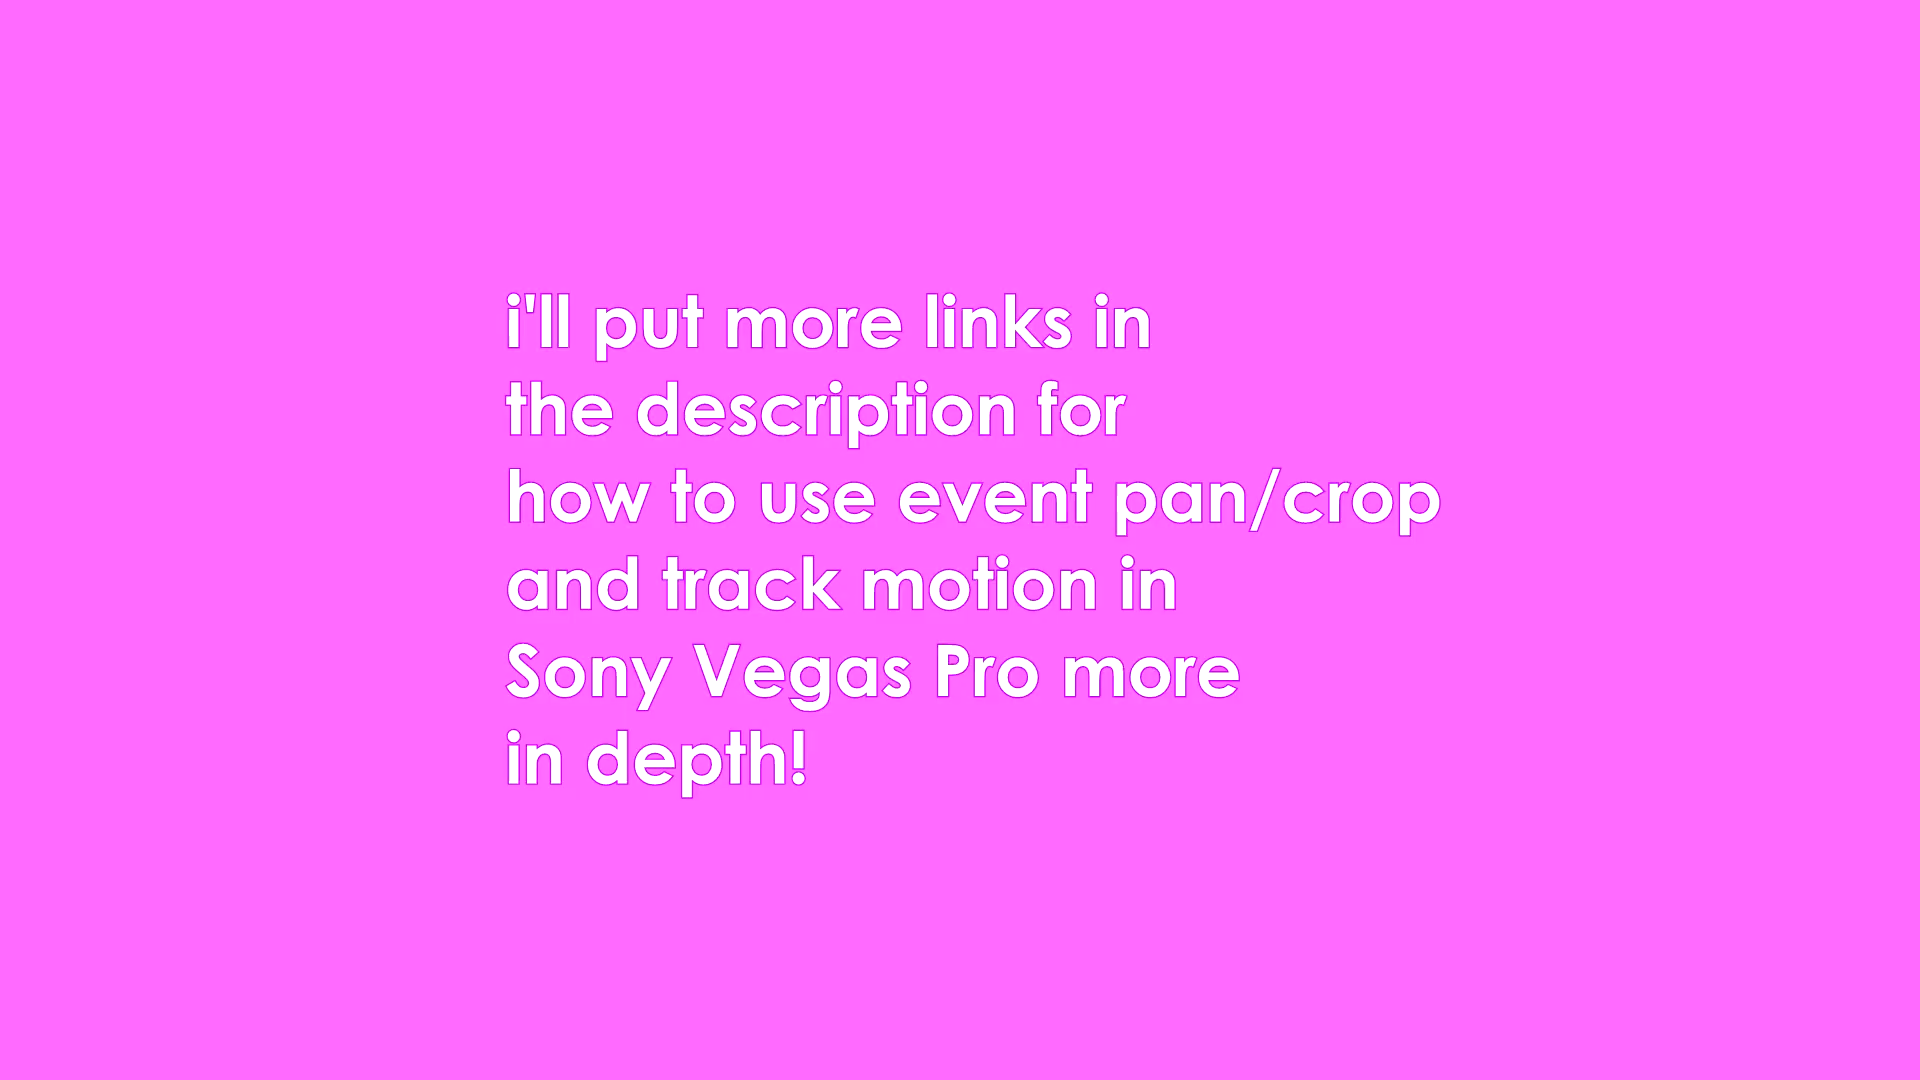 i'll put more links in
the description for
how to use event pan/crop
and track motion in
Sony Vegas Pro more
in depth!